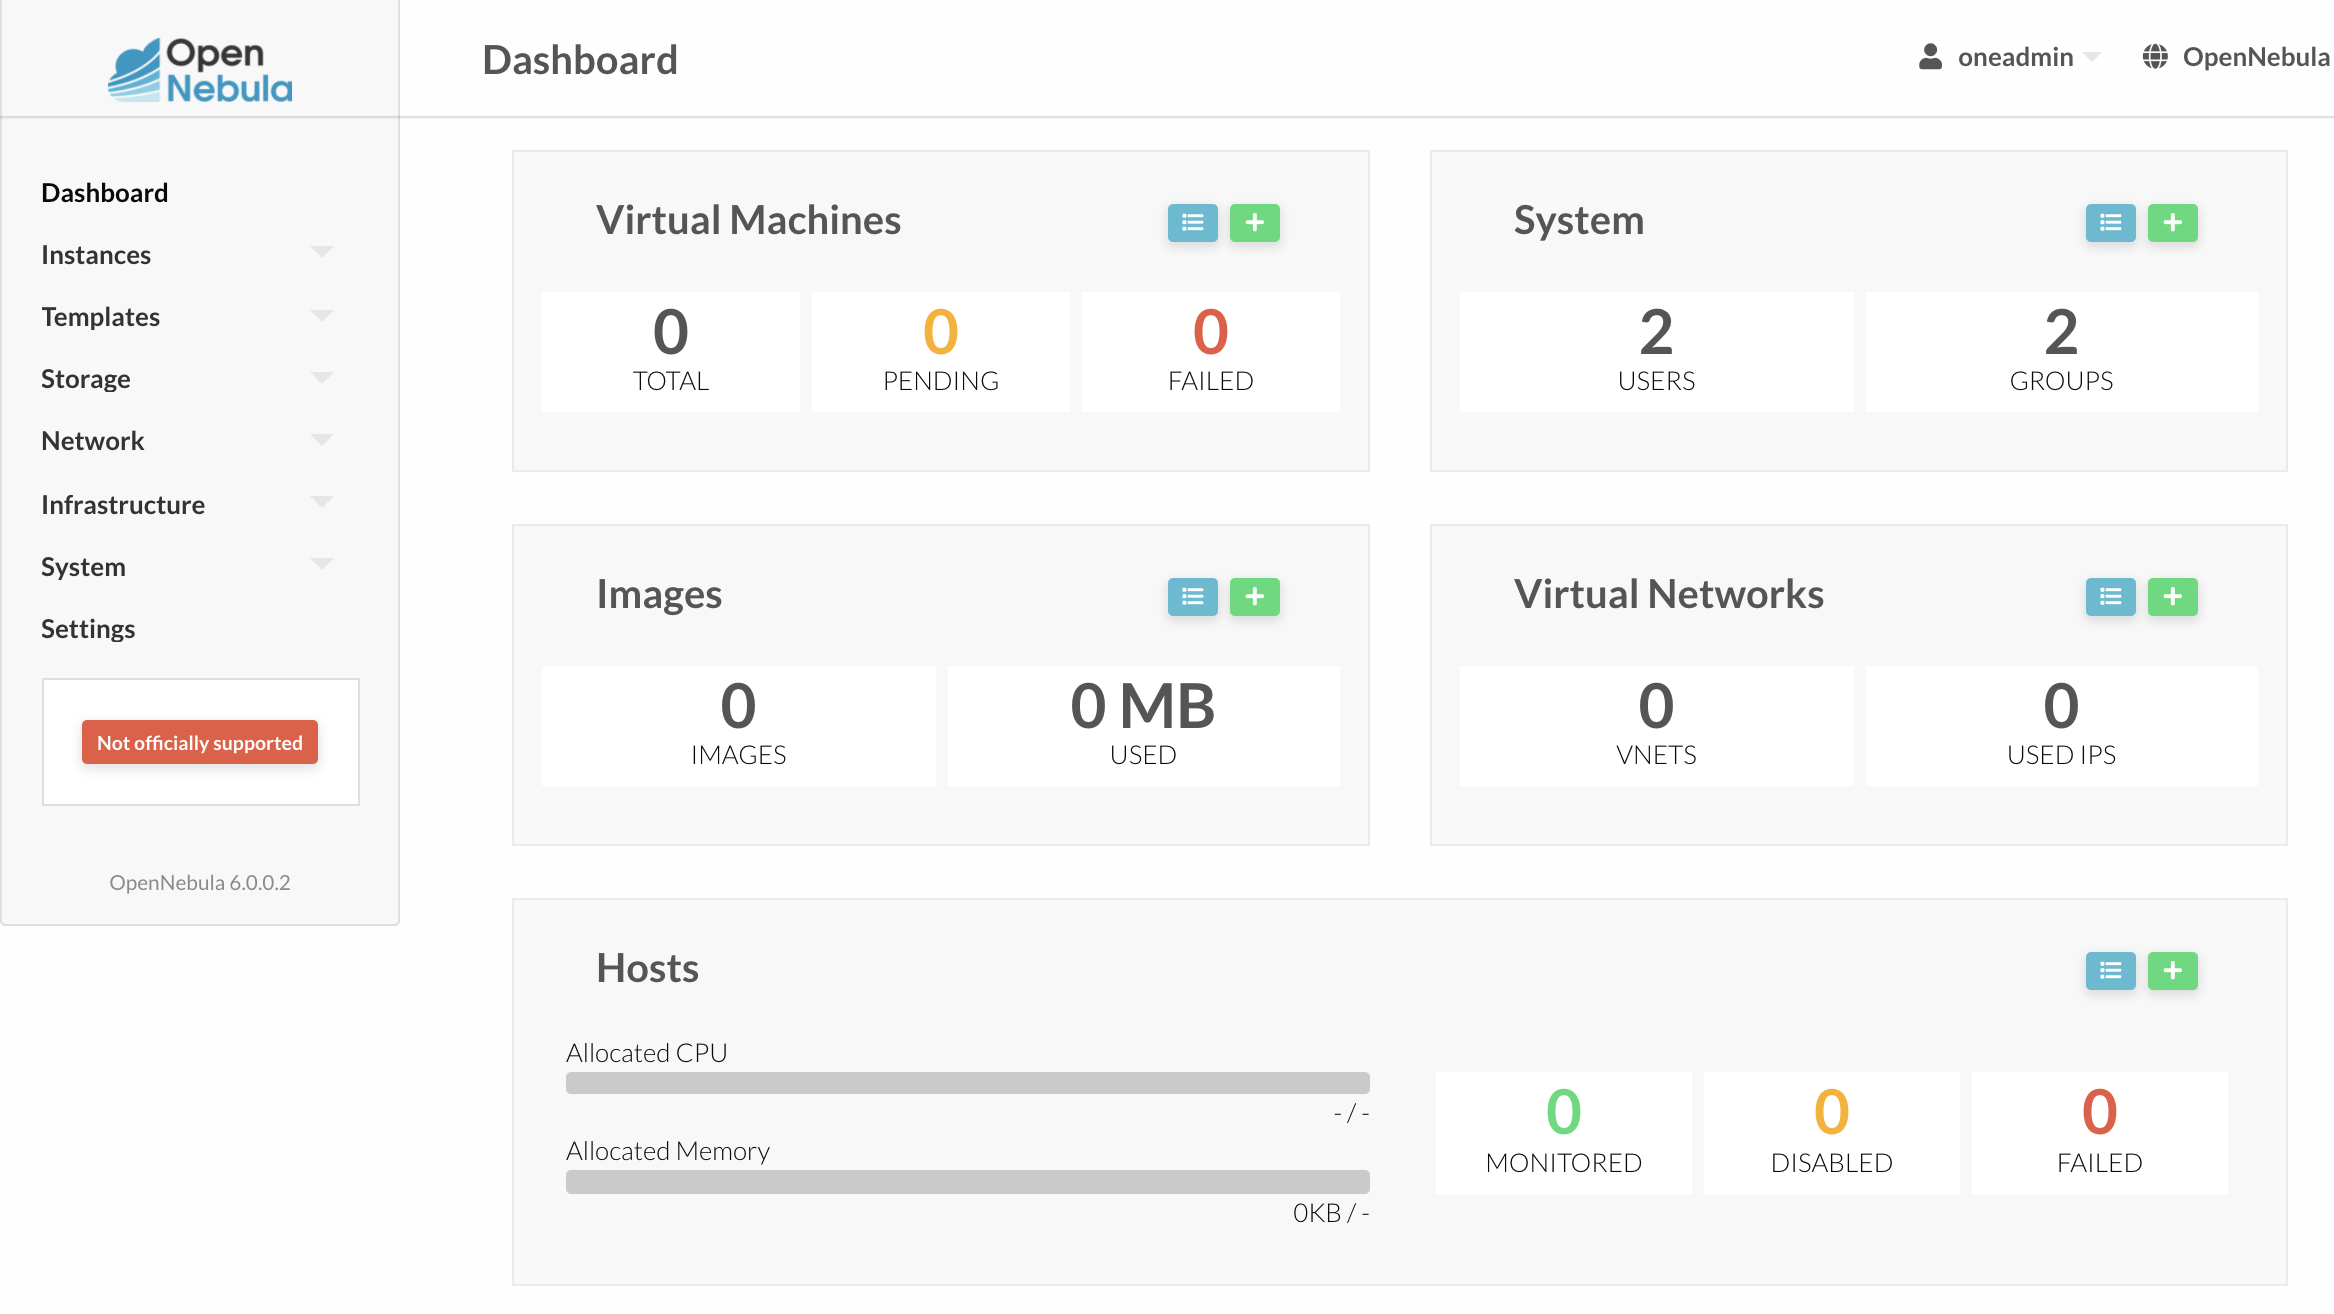 Open
Nebula
Dashboard
oneadmin
OpenNebula
Dashboard
Instances
Templates
Storage
Network
Infrastructure
System
Settings
Not officially supported
OpenNebula 6.0.0.2
Virtual Machines
0
TOTAL
0
PENDING
0
FAILED
System
2
USERS
2
GROUPS
Images
0
IMAGES
0 MB
USED
Virtual Networks
0
VNETS
0
USED IPS
Hosts
Allocated CPU
- / -
Allocated Memory
0KB / -
0
MONITORED
0
DISABLED
0
FAILED